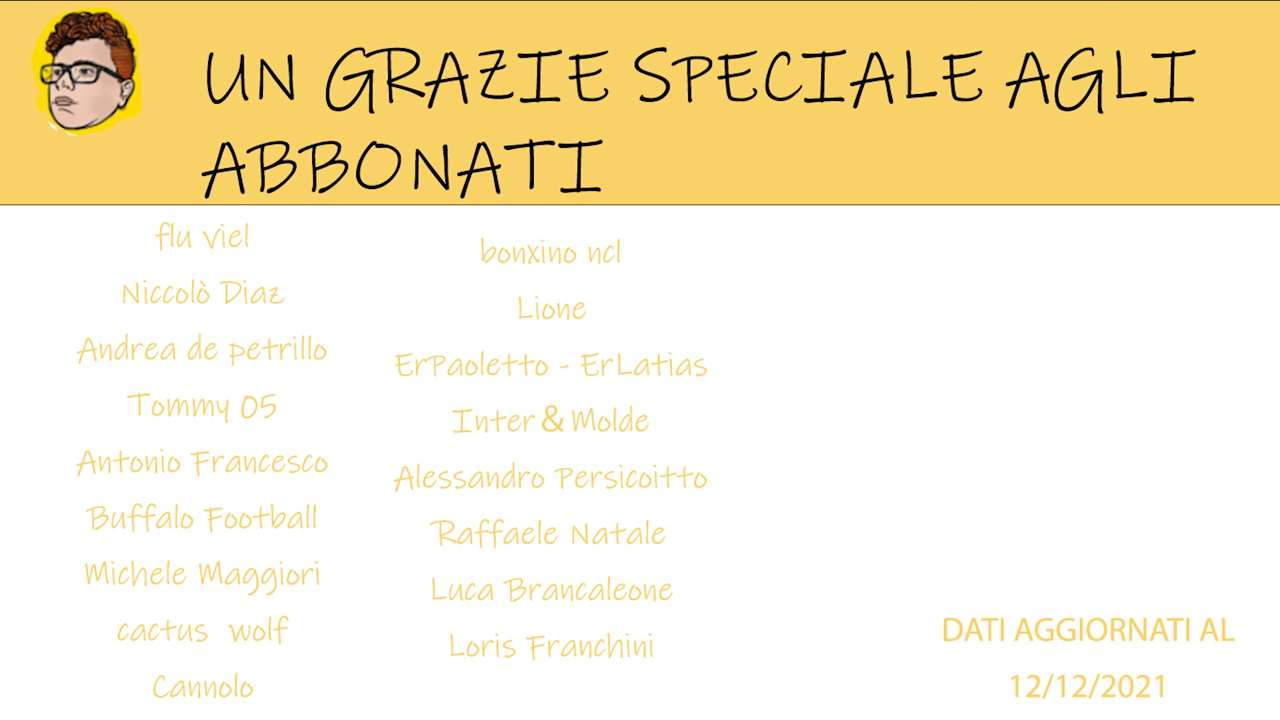 UN GRAZIE SPECIALE AGLI
ABBONATI
flu viel
Niccolò Diaz
Andrea de petrillo
Tommy 05
Antonio Francesco
Buffalo Football
Michele Maggiori
cactus wolf
Cannolo
bonxino ncl
Lione
ErPaoletto - ErLatias
Inter & Molde
Alessandro Persicoitto
Raffaele Natale
Luca Brancaleone
Loris Franchini
DATI AGGIORNATI AL
12/12/2021